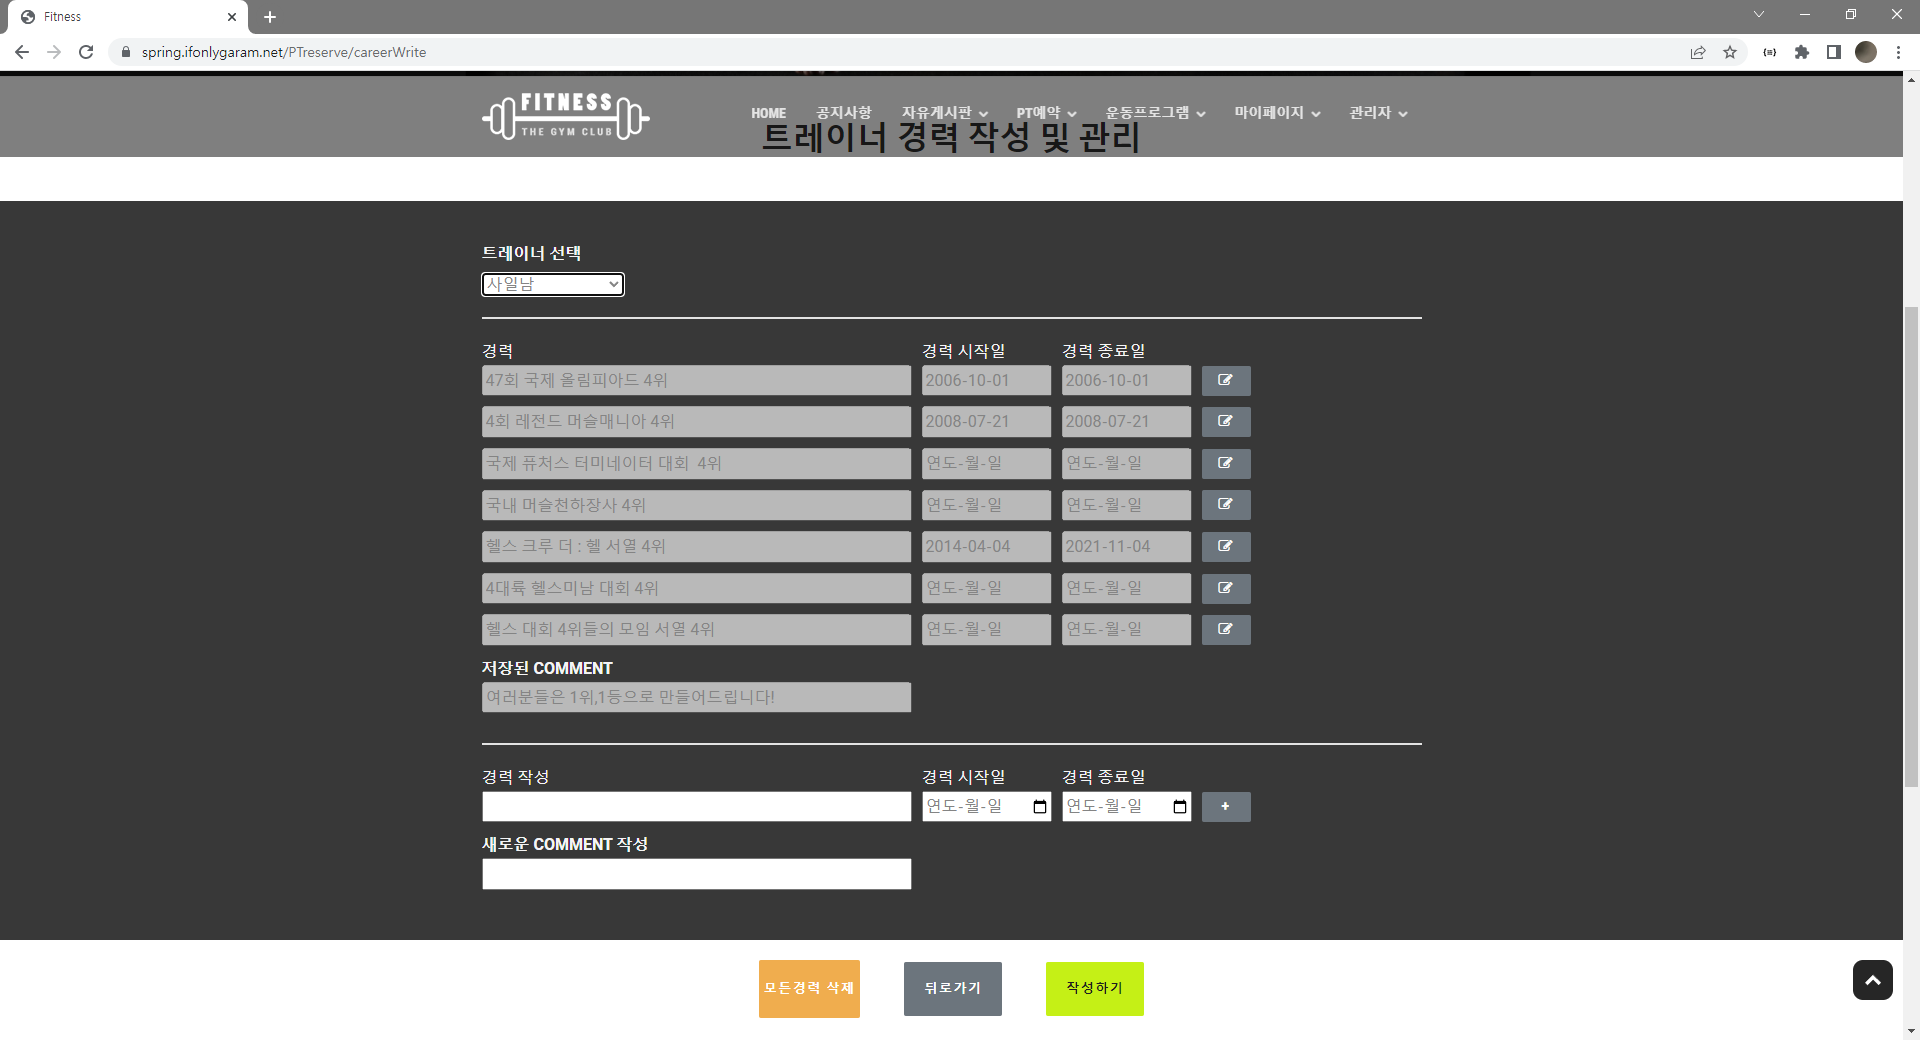 Fitness
spring.ifonlygaram.net/PTreserve/careerWrite
FITNESS
THE GYM CLUB
HOME 공지사항 자유게시판 PT예약 운동프로그램 마이페이지 관리자
트레이너 경력 작성 및 관리
트레이너 선택
사일남
경력 경력 시작일 경력 종료일
47회 국제 올림피아드 4위 2006-10-01 2006-10-01
4회 레전드 머슬매니아 4위 2008-07-21 2008-07-21
국제 퓨처스 터미네이터 대회 4위 연도-월-일 연도-월-일
국내 머슬천하장사 4위 연도-월-일 연도-월-일
헬스 크루 더 : 헬 서열 4위 2014-04-04 2021-11-04
4대륙 헬스미남 대회 4위 연도-월-일 연도-월-일
헬스 대회 4위들의 모임 서열 4위 연도-월-일 연도-월-일
저장된 COMMENT
여러분들은 1위,1등으로 만들어드립니다!
경력 작성 경력 시작일 경력 종료일
연도-월-일 연도-월-일 +
새로운 COMMENT 작성
모든경력 삭제 뒤로가기 작성하기